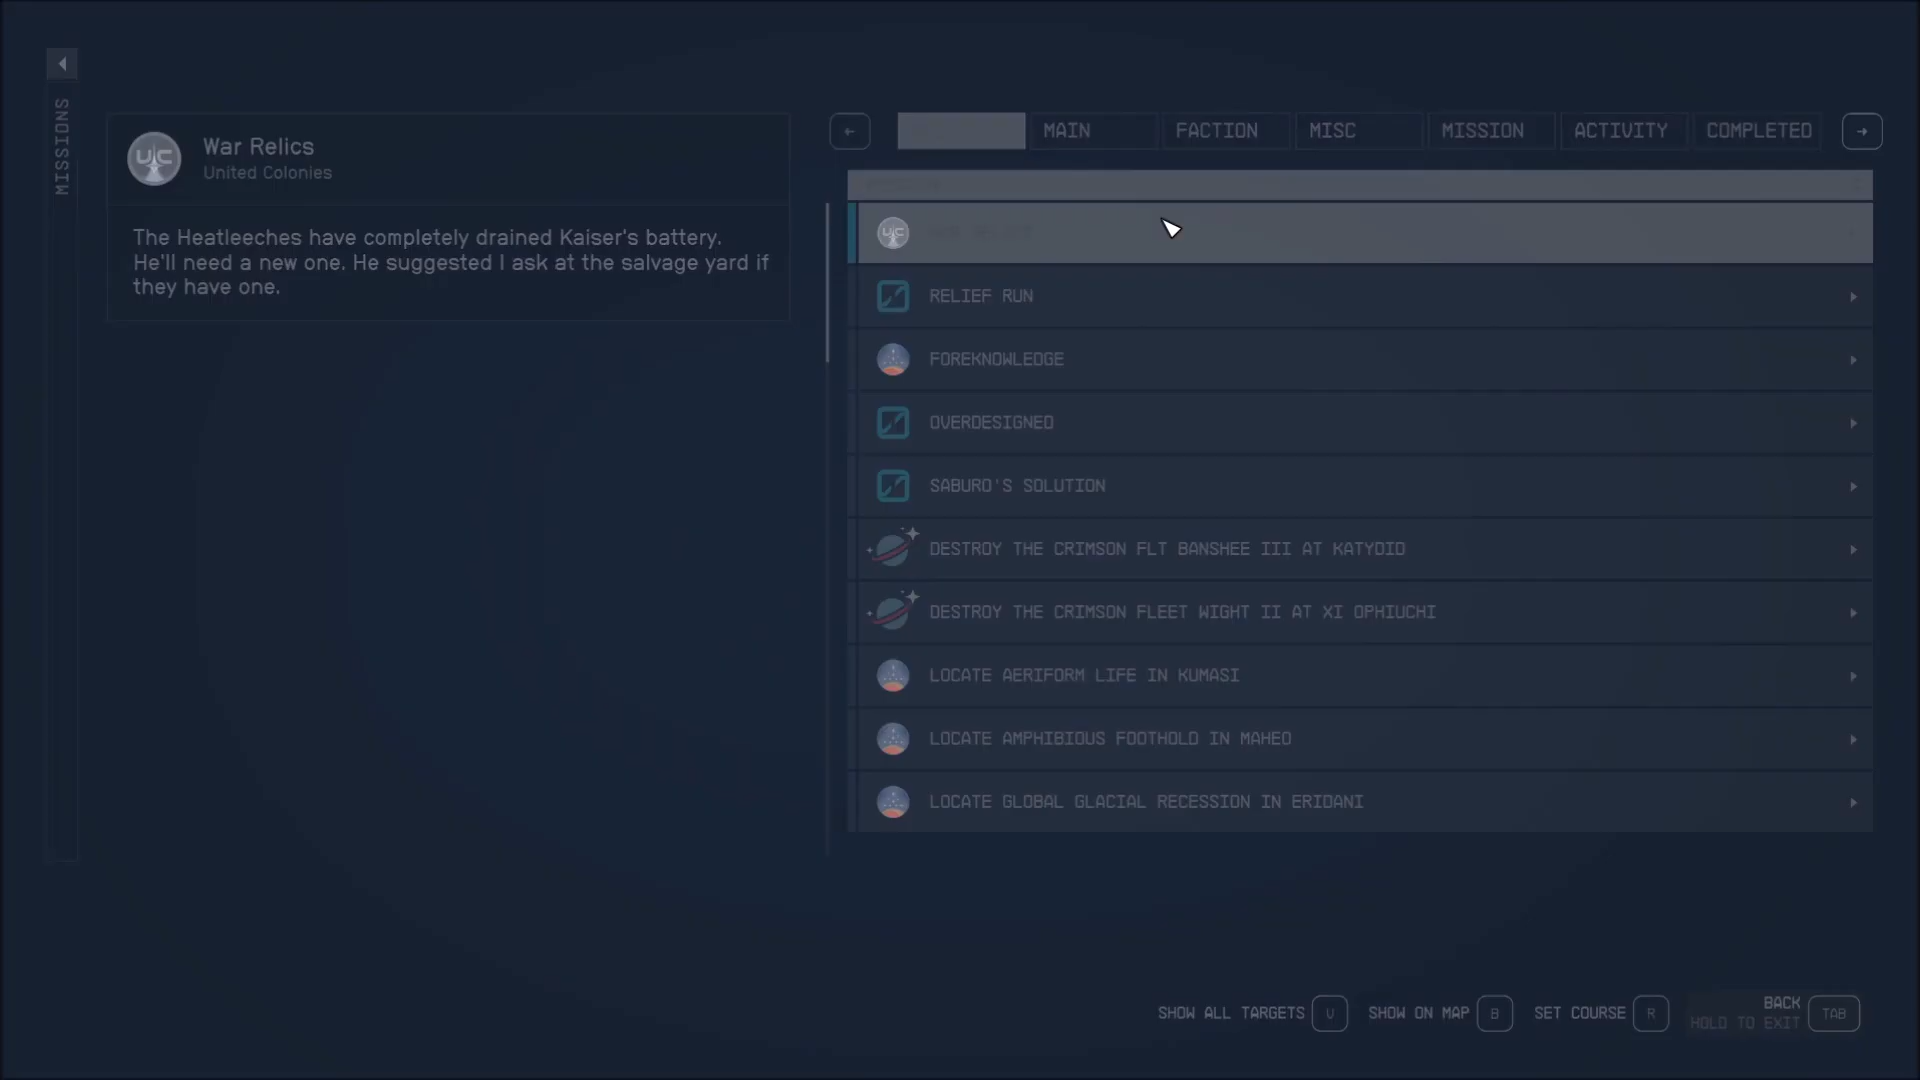 MISSIONS
UC
War Relics
United Colonies
The Heatleeches have completely drained Kaiser's battery.
He'll need a new one. He suggested I ask at the salvage yard if
they have one.
MAIN
FACTION
MISC
MISSION
ACTIVITY
COMPLETED
UC
WAR RELICS
RELIEF RUN
FOREKNOWLEDGE
OVERDESIGNED
SABURO'S SOLUTION
DESTROY THE CRIMSON FLT BANSHEE III AT KATYDID
DESTROY THE CRIMSON FLEET WIGHT II AT XI OPHIUCHI
LOCATE AERIFORM LIFE IN KUMASI
LOCATE AMPHIBIOUS FOOTHOLD IN MAHEO
LOCATE GLOBAL GLACIAL RECESSION IN ERIDANI
SHOW ALL TARGETS V
SHOW ON MAP B
SET COURSE R
BACK
HOLD TO EXIT
TAB